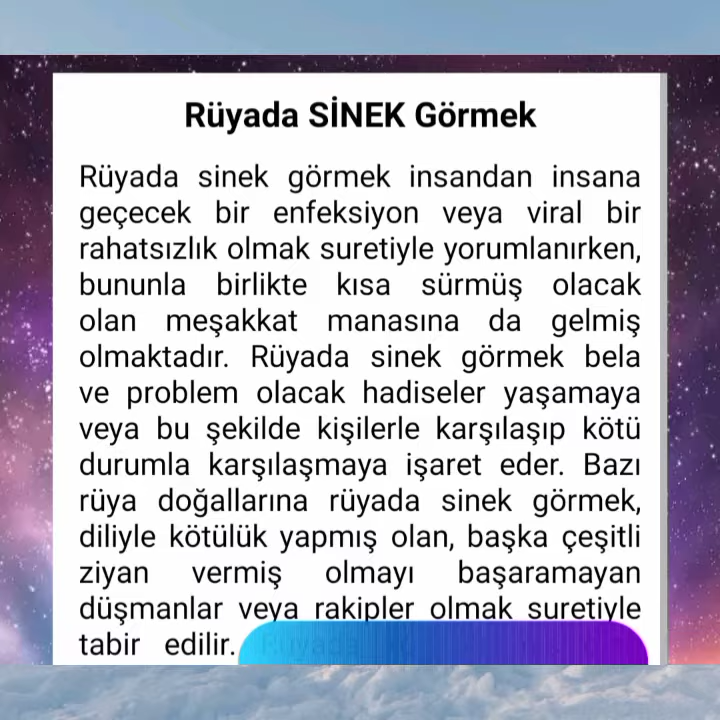 Rüyada SİNEK Görmek
Rüyada sinek görmek insandan insana
geçecek bir enfeksiyon veya viral bir
rahatsızlık olmak suretiyle yorumlanırken,
bununla birlikte kısa sürmüş olacak
olan meşakkat manasına da gelmiş
olmaktadır. Rüyada sinek görmek bela
ve problem olacak hadiseler yaşamaya
veya bu şekilde kişilerle karşılaşıp kötü
durumla karşılaşmaya işaret eder. Bazı
rüya doğallarına rüyada sinek görmek,
diliyle kötülük yapmış olan, başka çeşitli
ziyan vermiş olmayı başaramayan
düşmanlar veya rakipler olmak suretiyle
tabir edilir. Rüyada